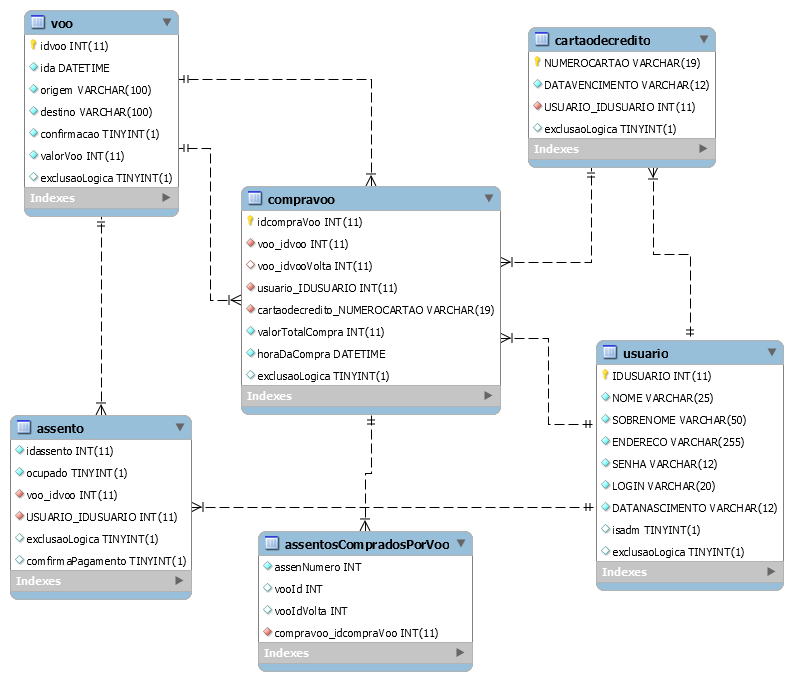 voo
idvoo INT(11)
ida DATETIME
origem VARCHAR(100)
destino VARCHAR(100)
confirmacao TINYINT(1)
valorVoo INT(11)
exclusaoLogica TINYINT(1)
Indexes
cartaodecredito
NUMEROCARTAO VARCHAR(19)
DATAVENCIMENTO VARCHAR(12)
USUARIO_IDUSUARIO INT(11)
exclusaoLogica TINYINT(1)
Indexes
compravoo
idcompraVoo INT(11)
voo_idvoo INT(11)
voo_idvooVolta INT(11)
usuario_IDUSUARIO INT(11)
cartaodecredito_NUMEROCARTAO VARCHAR(19)
valorTotalCompra INT(11)
horaDaCompra DATETIME
exclusaoLogica TINYINT(1)
Indexes
usuario
IDUSUARIO INT(11)
NOME VARCHAR(25)
SOBRENOME VARCHAR(50)
ENDERECO VARCHAR(255)
SENHA VARCHAR(12)
LOGIN VARCHAR(20)
DATANASCIMENTO VARCHAR(12)
isadm TINYINT(1)
exclusaoLogica TINYINT(1)
Indexes
assento
idassento INT(11)
ocupado TINYINT(1)
voo_idvoo INT(11)
USUARIO_IDUSUARIO INT(11)
exclusaoLogica TINYINT(1)
confirmaPagamento TINYINT(1)
Indexes
assentosCompradosPorVoo
assenNumero INT
vooId INT
vooIdVolta INT
compravoo_idcompraVoo INT(11)
Indexes